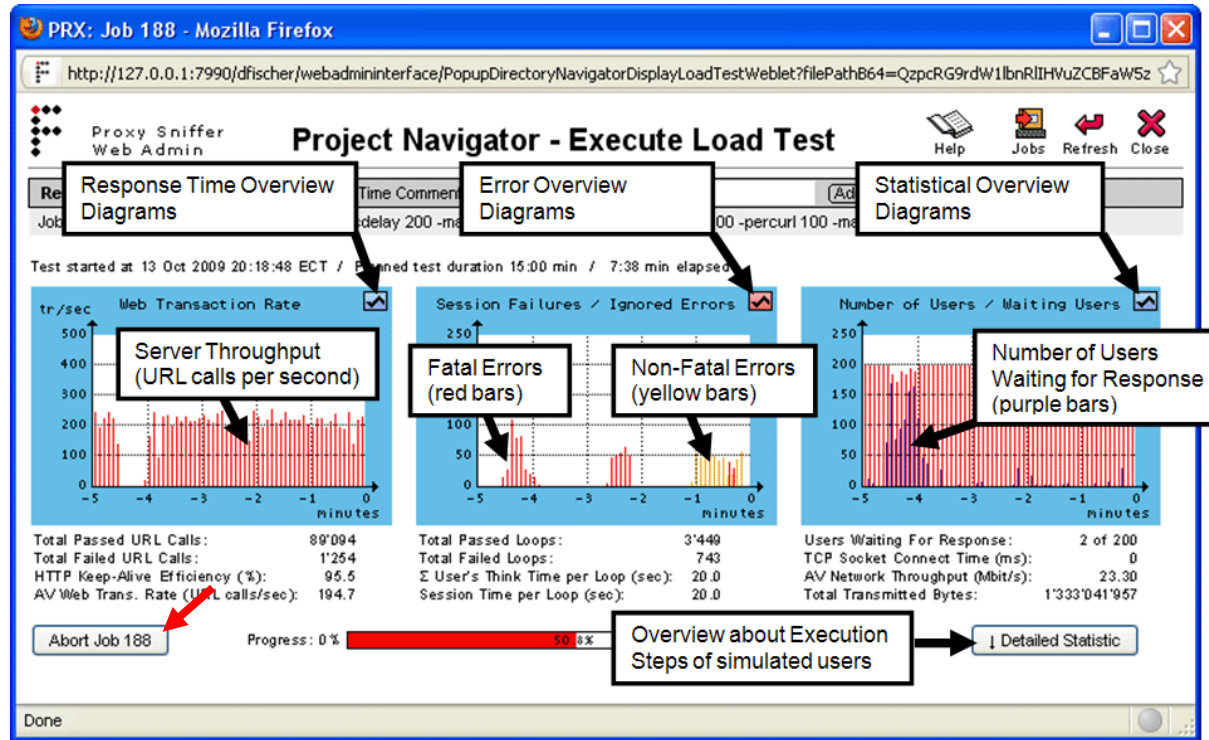 PRX: Job 188 - Mozilla Firefox
http://127.0.0.1:7990/dfischer/webadmininterface/PopupDirectoryNavigatorDisplayLoadTestWeblet?filePathB64=QzpcRG9rdW1lbnRlIHVuZCBFaW5z
Proxy Sniffer
Web Admin
Project Navigator - Execute Load Test
Help
Jobs
Refresh
Close
Response Time Overview
Diagrams
Error Overview
Diagrams
Statistical Overview
Diagrams
Re
Time Comment
(Ad
Job
delay 200 -ma
00 -percurl 100 -ma
Test started at 13 Oct 2009 20:18:48 ECT / Planned test duration 15:00 min / 7:38 min elapsed
tr/sec
Web Transaction Rate
500
400
300
200
100
0
-5 -4 -3 -2 -1 0
minutes
Server Throughput
(URL calls per second)
Session Failures / Ignored Errors
250
100
50
0
-5 -4 -3 -2 -1 0
minutes
Fatal Errors
(red bars)
Non-Fatal Errors
(yellow bars)
Number of Users / Waiting Users
250
200
150
100
50
0
-5 -4 -3 -2 -1 0
minutes
Number of Users
Waiting for Response
(purple bars)
Total Passed URL Calls: 89'094
Total Failed URL Calls: 1'254
HTTP Keep-Alive Efficiency (%): 95.5
AV Web Trans. Rate (URL calls/sec): 194.7
Total Passed Loops: 3'449
Total Failed Loops: 743
Σ User's Think Time per Loop (sec): 20.0
Session Time per Loop (sec): 20.0
Users Waiting For Response: 2 of 200
TCP Socket Connect Time (ms): 0
AV Network Throughput (Mbit/s): 23.30
Total Transmitted Bytes: 1'333'041'957
Abort Job 188
Progress: 0 %
50.8%
Overview about Execution
Steps of simulated users
↓ Detailed Statistic
Done